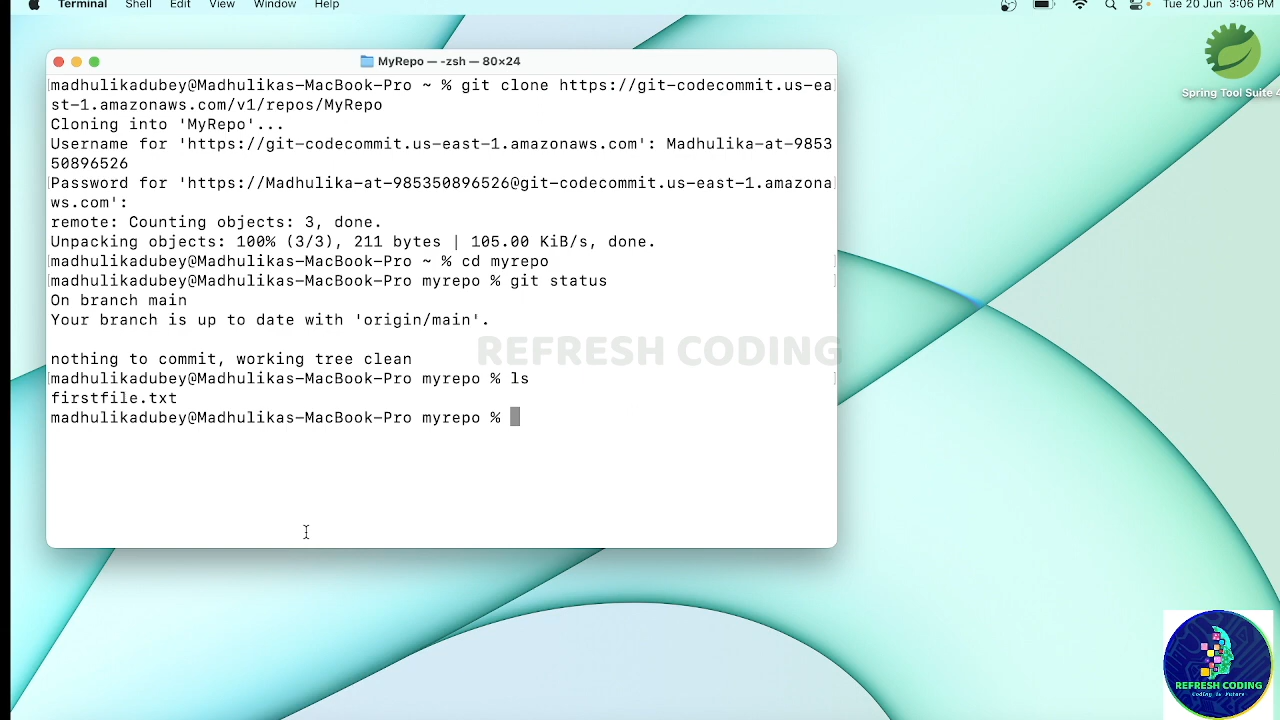 Terminal Shell Edit View Window Help Tue 20 Jun 3:06 PM
MyRepo — -zsh — 80×24
madhulikadubey@Madhulikas-MacBook-Pro ~ % git clone https://git-codecommit.us-ea
st-1.amazonaws.com/v1/repos/MyRepo
Cloning into 'MyRepo'...
Username for 'https://git-codecommit.us-east-1.amazonaws.com': Madhulika-at-9853
50896526
Password for 'https://Madhulika-at-985350896526@git-codecommit.us-east-1.amazona
ws.com':
remote: Counting objects: 3, done.
Unpacking objects: 100% (3/3), 211 bytes | 105.00 KiB/s, done.
madhulikadubey@Madhulikas-MacBook-Pro ~ % cd myrepo
madhulikadubey@Madhulikas-MacBook-Pro myrepo % git status
On branch main
Your branch is up to date with 'origin/main'.
nothing to commit, working tree clean
madhulikadubey@Madhulikas-MacBook-Pro myrepo % ls
firstfile.txt
madhulikadubey@Madhulikas-MacBook-Pro myrepo %
REFRESH CODING
Spring Tool Suite 4
REFRESH CODING
Coding is Future